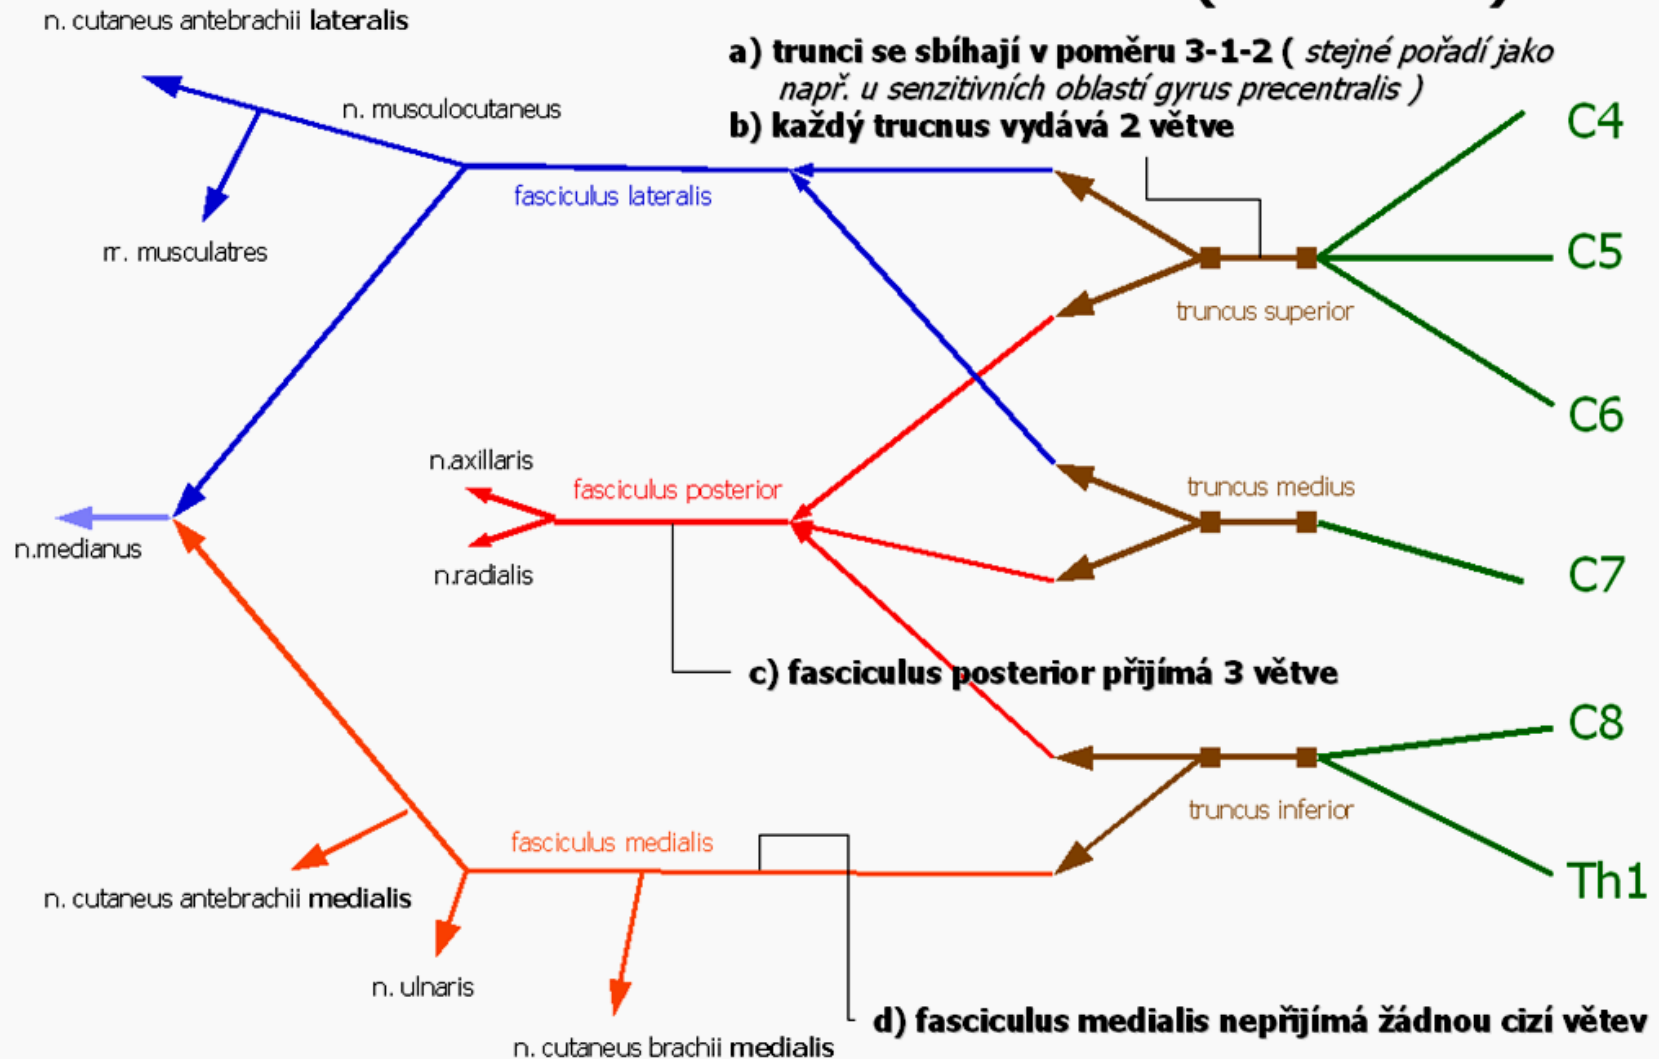 n. cutaneus antebrachii lateralis
a) trunci se sbíhají v poměru 3-1-2 ( stejné pořadí jako
např. u senzitivních oblastí gyrus precentralis )
n. musculocutaneus
b) každý trucnus vydává 2 větve
C4
fasciculus lateralis
rr. musculatres
C5
truncus superior
C6
n.axillaris
fasciculus posterior
truncus medius
n.medianus
n.radialis
C7
c) fasciculus posterior přijímá 3 větve
C8
truncus inferior
fasciculus medialis
Th1
n. cutaneus antebrachii medialis
n. ulnaris
d) fasciculus medialis nepřijímá žádnou cizí větev
n. cutaneus brachii medialis